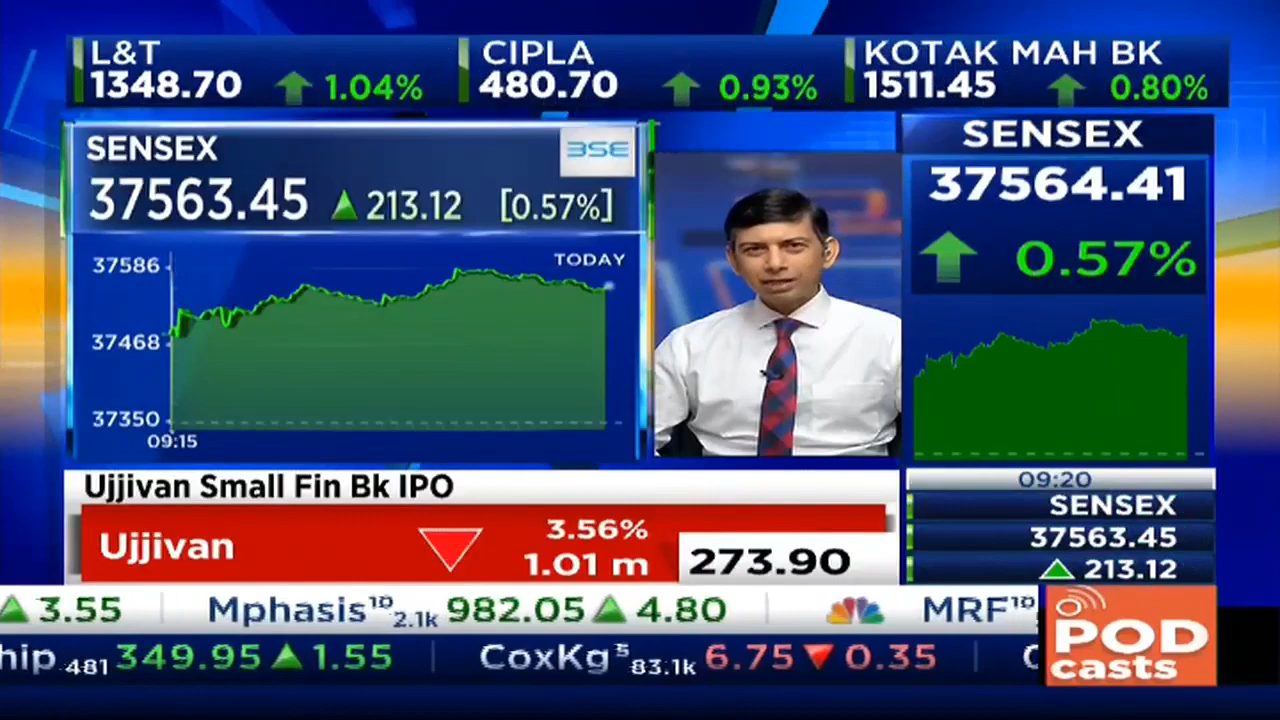 L&T
1348.70 1.04%
CIPLA
480.70 0.93%
KOTAK MAH BK
1511.45 0.80%
SENSEX
BSE
37563.45 213.12 [0.57%]
TODAY
37586
37468
37350
09:15
SENSEX
37564.41
0.57%
09:20
SENSEX
37563.45
213.12
Ujjivan Small Fin Bk IPO
Ujjivan
3.56%
1.01 m
273.90
3.55 Mphasis10 2.1k 982.05 4.80 MRF10
hip 481 349.95 1.55 CoxKg5 83.1k 6.75 0.35
POD
casts